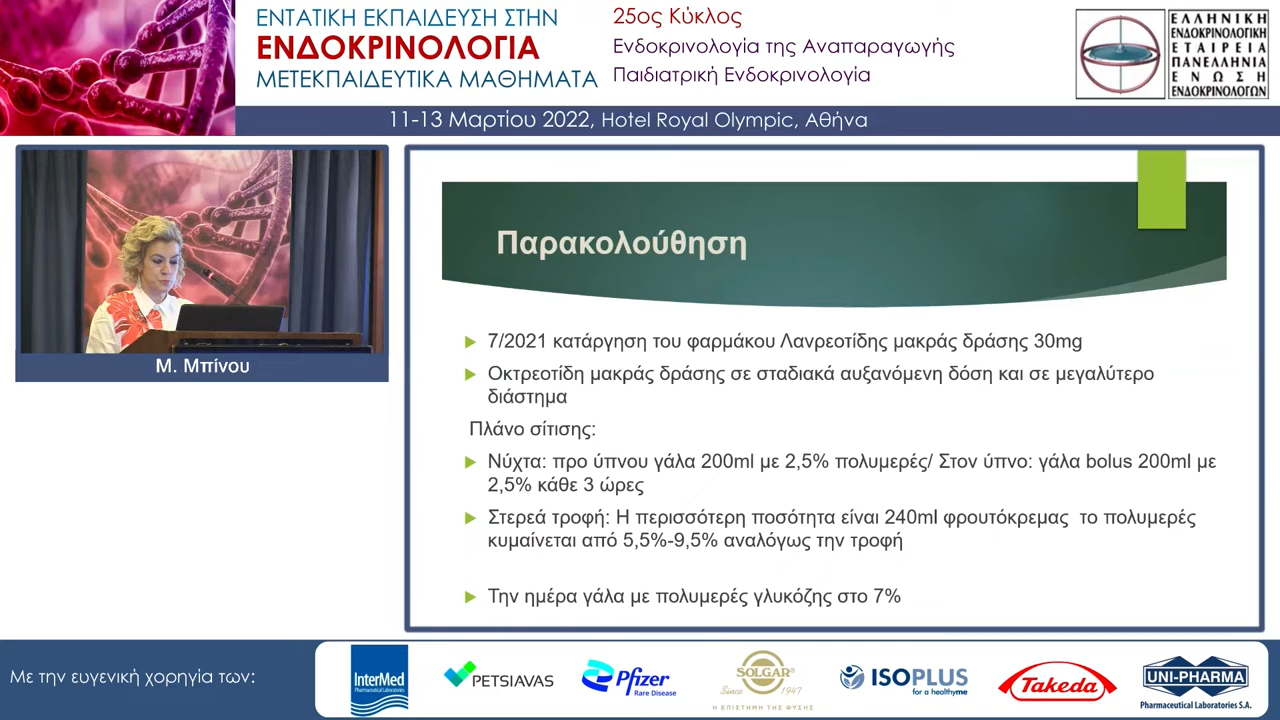 ΕΝΤΑΤΙΚΗ ΕΚΠΑΙΔΕΥΣΗ ΣΤΗΝ
ΕΝΔΟΚΡΙΝΟΛΟΓΙΑ
ΜΕΤΕΚΠΑΙΔΕΥΤΙΚΑ ΜΑΘΗΜΑΤΑ
25ος Κύκλος
Ενδοκρινολογία της Αναπαραγωγής
Παιδιατρική Ενδοκρινολογία
ΕΛΛΗΝΙΚΗ
ΕΝΔΟΚΡΙΝΟΛΟΓΙΚΗ
ΕΤΑΙΡΕΙΑ
ΠΑΝΕΛΛΗΝΙΑ
ΕΝΩΣΗ
ΕΝΔΟΚΡΙΝΟΛΟΓΩΝ
11-13 Μαρτίου 2022, Hotel Royal Olympic, Αθήνα
Μ. Μπίνου
Παρακολούθηση
7/2021 κατάργηση του φαρμάκου Λανρεοτίδης μακράς δράσης 30mg
Οκτρεοτίδη μακράς δράσης σε σταδιακά αυξανόμενη δόση και σε μεγαλύτερο
διάστημα
Πλάνο σίτισης:
Νύχτα: προ ύπνου γάλα 200ml με 2,5% πολυμερές/ Στον ύπνο: γάλα bolus 200ml με
2,5% κάθε 3 ώρες
Στερεά τροφή: Η περισσότερη ποσότητα είναι 240ml φρουτόκρεμας το πολυμερές
κυμαίνεται από 5,5%-9,5% αναλόγως την τροφή
Την ημέρα γάλα με πολυμερές γλυκόζης στο 7%
Με την ευγενική χορηγία των:
InterMed
Pharmaceutical Laboratories
PETSIAVAS
Pfizer
Rare Disease
SOLGAR®
Since 1947
Η ΕΠΙΣΤΗΜΗ ΤΗΣ ΦΥΣΗΣ
ISOPLUS
for a healthyme
Takeda
UNI-PHARMA
Pharmaceutical Laboratories S.A.